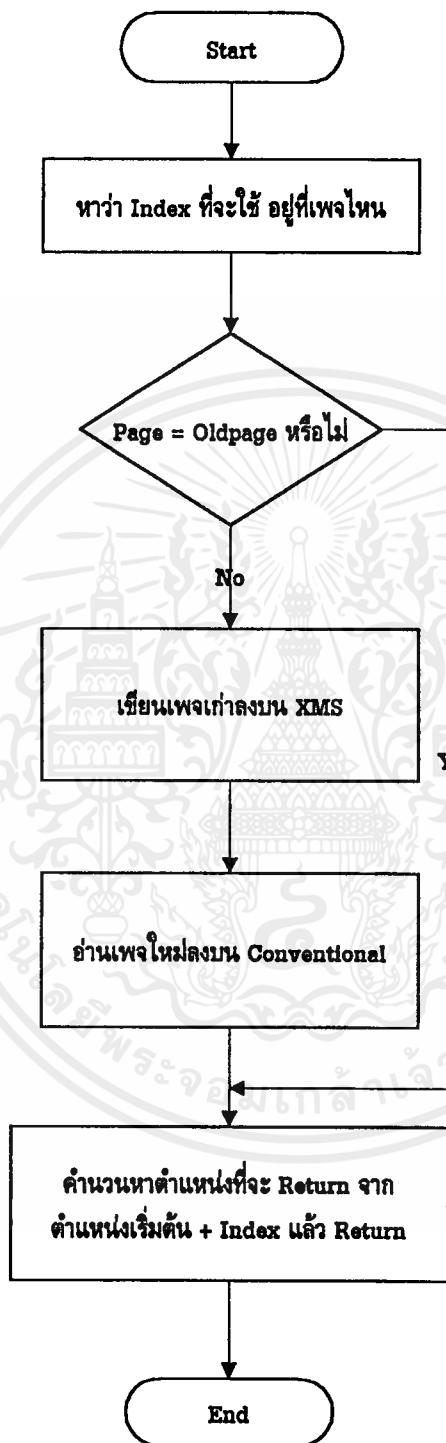 Start
หาว่า Index ที่จะใช้ อยู่ที่เพจไหน
Page = Oldpage หรือไม่
No
เขียนเพจเก่าลงบน XMS
Y
อ่านเพจใหม่ลงบน Conventional
คำนวนหาตำแหน่งที่จะ Return จาก
ตำแหน่งเริ่มต้น + Index แล้ว Return
End